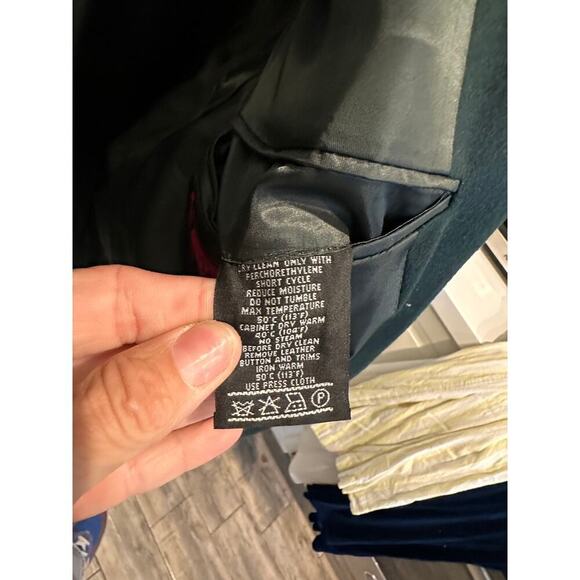 DRY CLEAN ONLY WITH
PERCHORETHYLENE
SHORT CYCLE
REDUCE MOISTURE
DO NOT TUMBLE
MAX TEMPERATURE
50°C (113°F)
CABINET DRY WARM
40°C (104°F)
NO STEAM
BEFORE DRY CLEAN
REMOVE LEATHER
BUTTON AND TRIMS
IRON WARM
50°C (113°F)
USE PRESS CLOTH
P